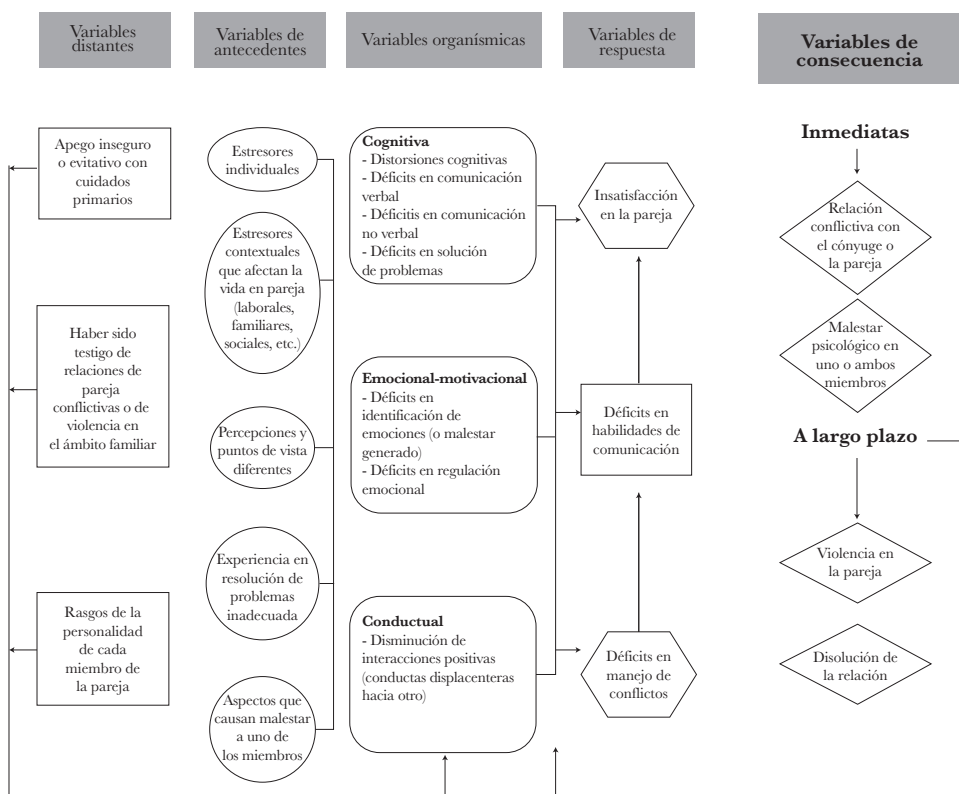 Variables
distantes
Variables de
antecedentes
Variables organísmicas
Variables de
respuesta
Variables de
consecuencia
Apego inseguro
o evitativo con
cuidados
primarios
Haber sido
testigo de
relaciones de
pareja
conflictivas o de
violencia en
el ámbito familiar
Rasgos de la
personalidad
de cada
miembro de
la pareja
Estresores
individuales
Estresores
contextuales
que afectan la
vida en pareja
(laborales,
familiares,
sociales, etc.)
Percepciones y
puntos de vista
diferentes
Experiencia en
resolución de
problemas
inadecuada
Aspectos que
causan malestar
a uno de
los miembros
Cognitiva
- Distorsiones cognitivas
- Déficits en comunicación
verbal
- Déficitis en comunicación
no verbal
- Déficits en solución
de problemas
Emocional-motivacional
- Déficits en
identificación de
emociones (o malestar
generado)
- Déficits en regulación
emocional
Conductual
- Disminución de
interacciones positivas
(conductas displacenteras
hacia otro)
Insatisfacción
en la pareja
Déficits en
habilidades de
comunicación
Déficits en
manejo de
conflictos
Inmediatas
Relación
conflictiva con
el cónyuge o
la pareja
Malestar
psicológico en
uno o ambos
miembros
A largo plazo
Violencia en
la pareja
Disolución de
la relación